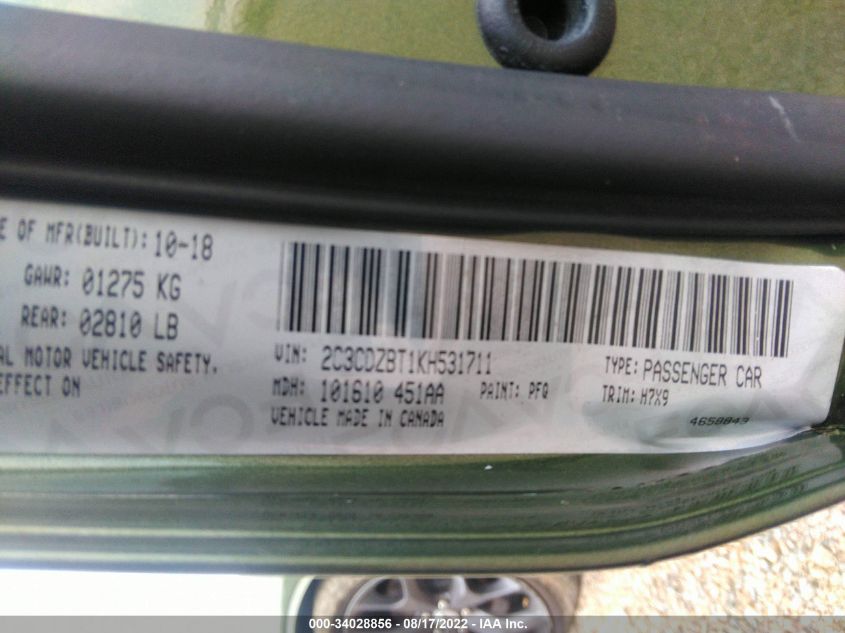 E OF MFR(BUILT): 10-18
GAWR: 01275 KG
REAR: 02810 LB
AL MOTOR VEHICLE SAFETY.
EFFECT ON
VIN: 2C3CDZBT1KH531711
TYPE: PASSENGER CAR
MDH: 101610 451AA
PAINT: PFQ
TRIM: H7X9
VEHICLE MADE IN CANADA
4650843
000-34028856 - 08/17/2022 - IAA Inc.